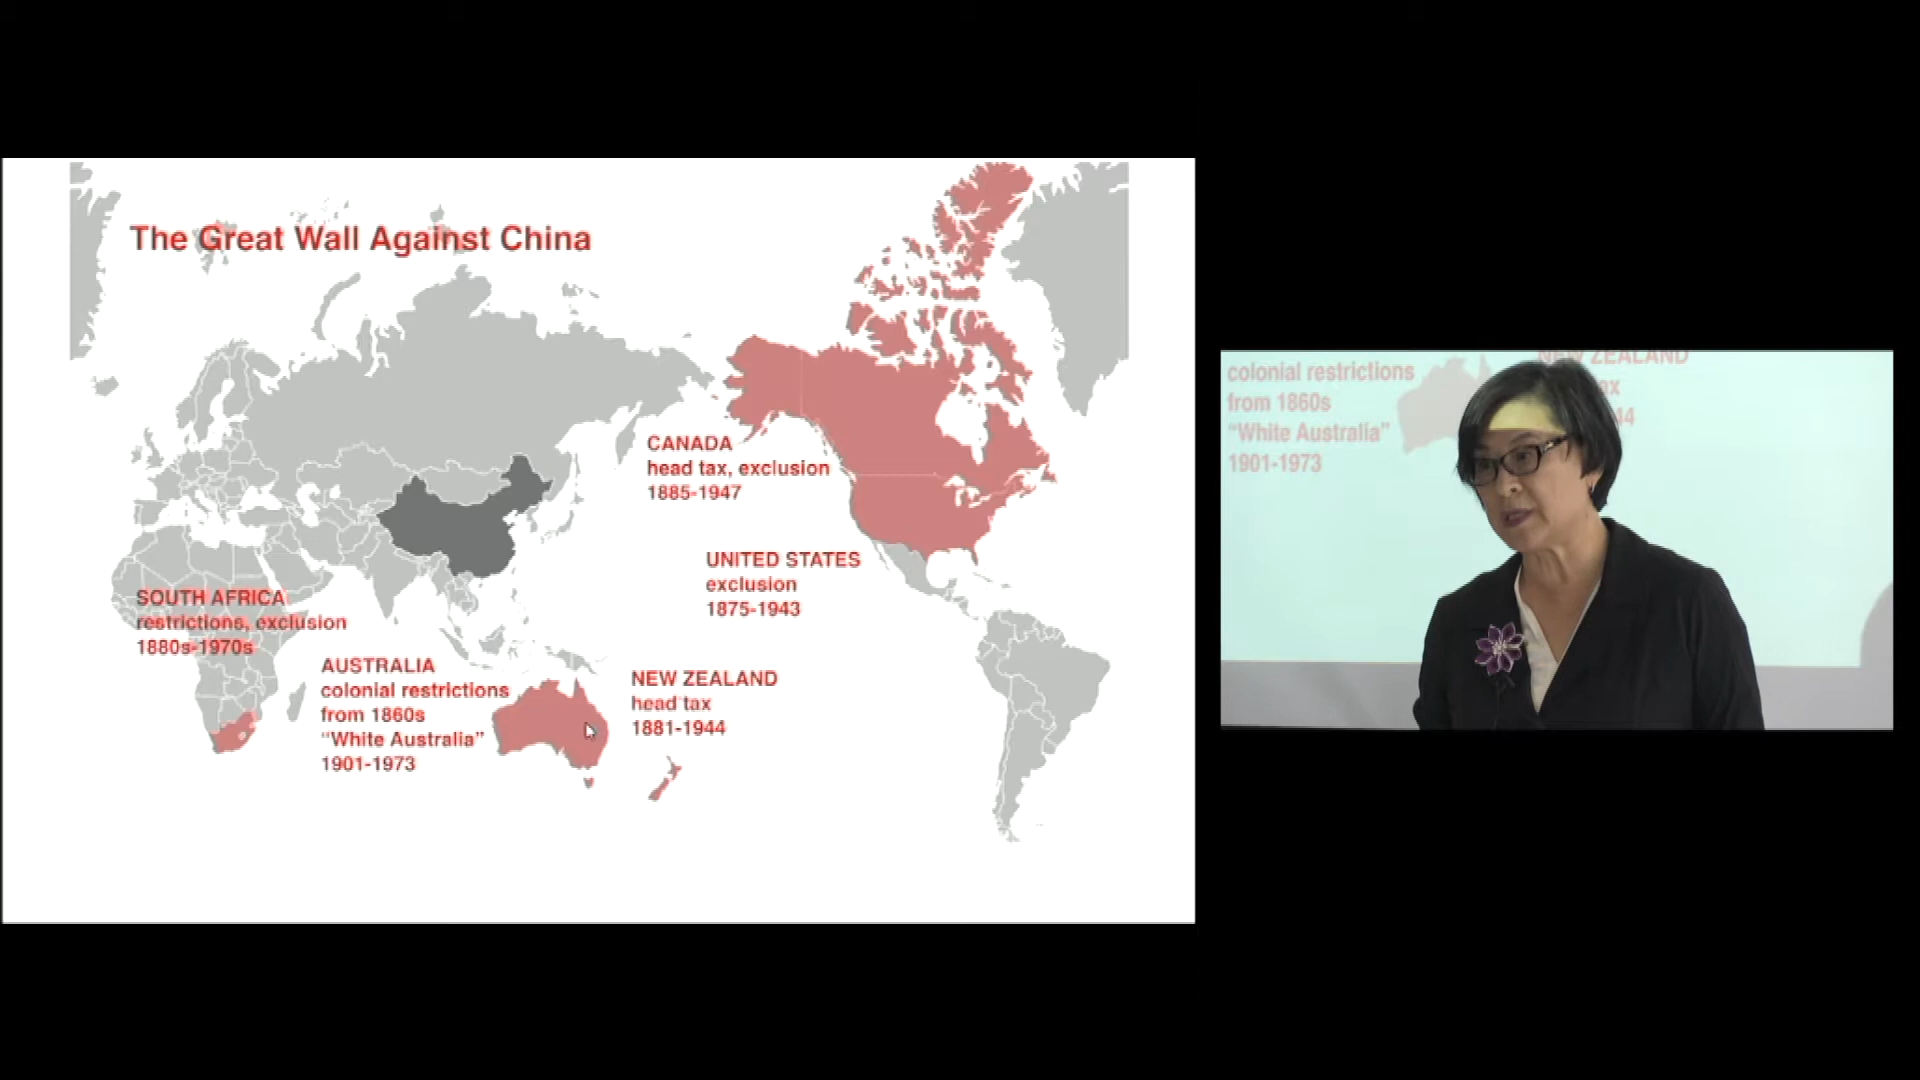 The Great Wall Against China
CANADA
head tax, exclusion
1885-1947
UNITED STATES
exclusion
1875-1943
SOUTH AFRICA
restrictions, exclusion
1880s-1970s
AUSTRALIA
colonial restrictions
from 1860s
“White Australia”
1901-1973
NEW ZEALAND
head tax
1881-1944
NEW ZEALAND
colonial restrictions
from 1860s
“White Australia”
1901-1973